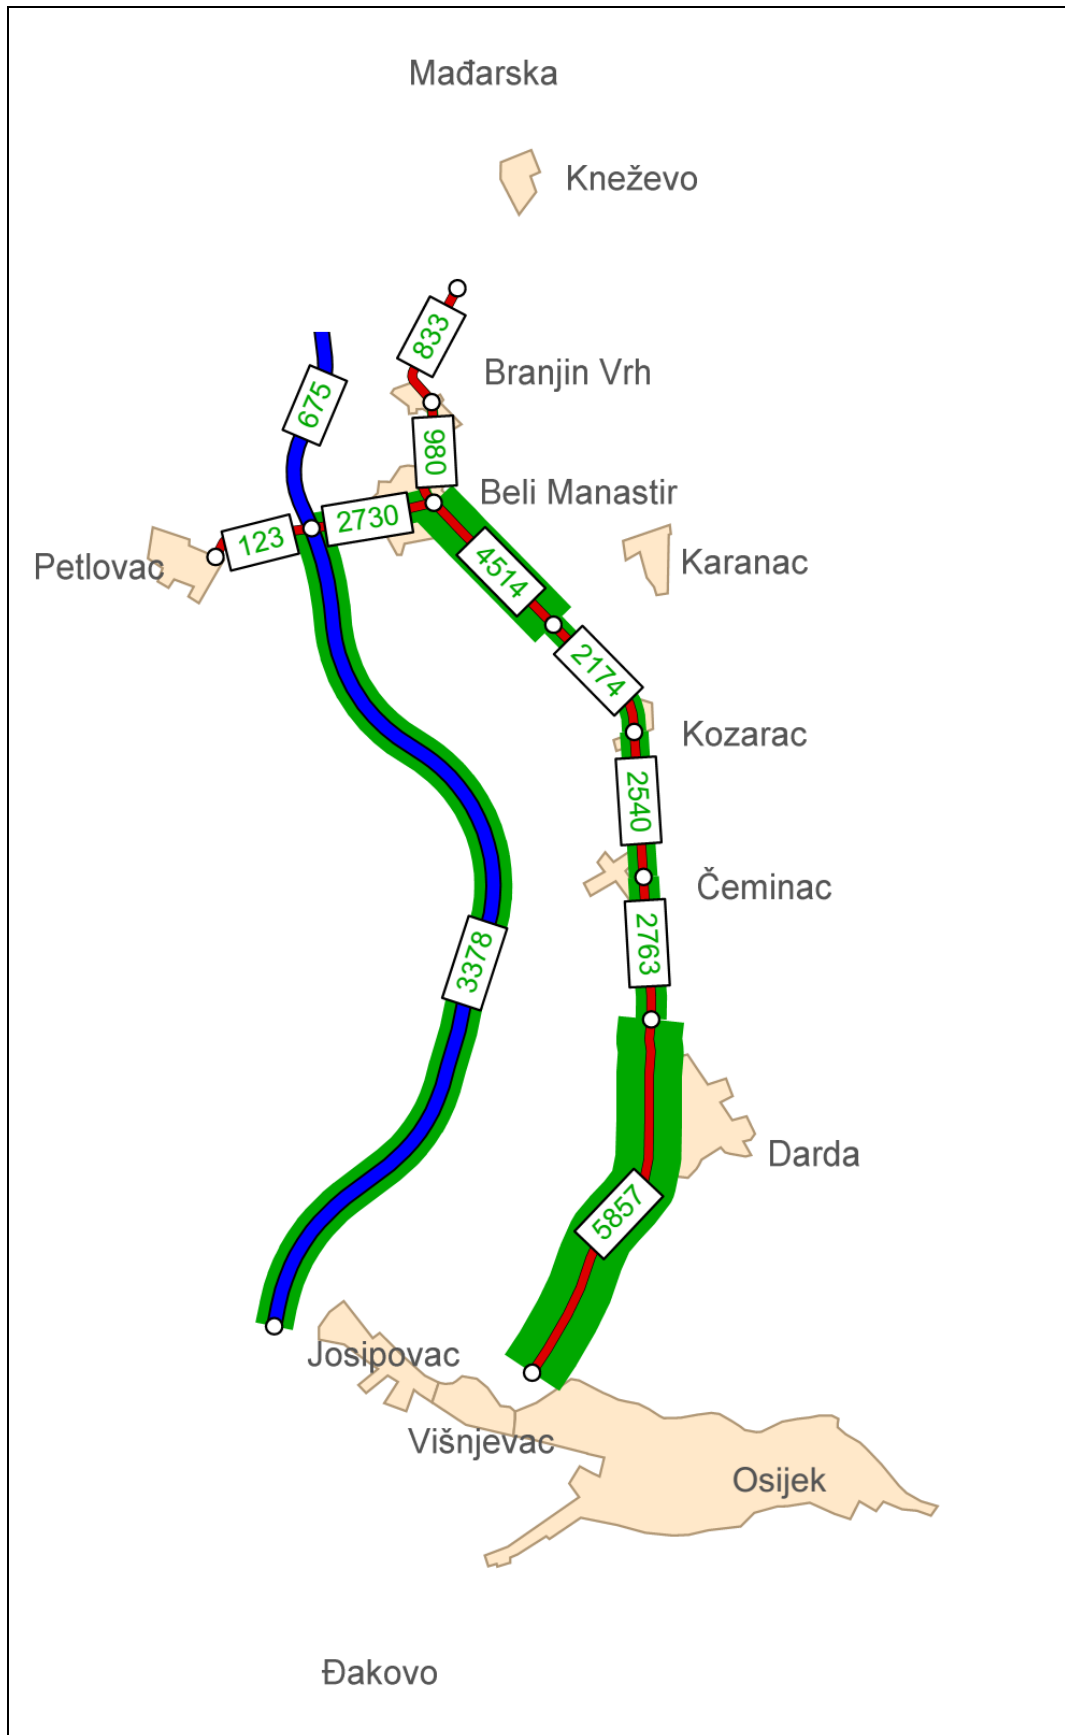 Mađarska
Kneževo
833
Branjin Vrh
675
980
Beli Manastir
2730
123
4514
Petlovac
Karanac
2174
Kozarac
2540
Čeminac
2763
3378
Darda
5857
Josipovac
Višnjevac
Osijek
Đakovo